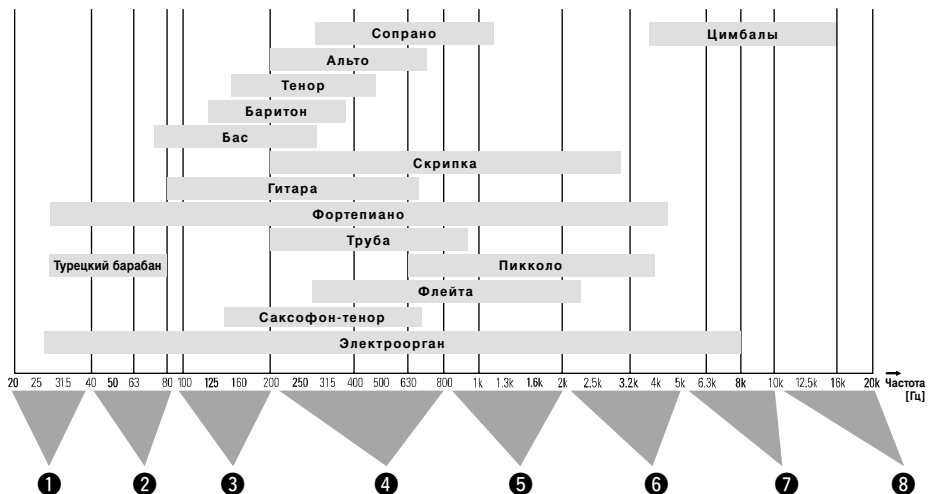 Сопрано Цимбалы
Альто
Тенор
Баритон
Бас
Скрипка
Гитара
Фортепиано
Труба
Турецкий барабан Пикколо
Флейта
Саксофон-тенор
Электроорган
20 25 31.5 40 50 63 80 100 125 160 200 250 315 400 500 630 800 1k 1.3k 1.6k 2k 2.5k 3.2k 4k 5k 6.3k 8k 10k 12.5k 16k 20k Частота
[Гц]
1 2 3 4 5 6 7 8